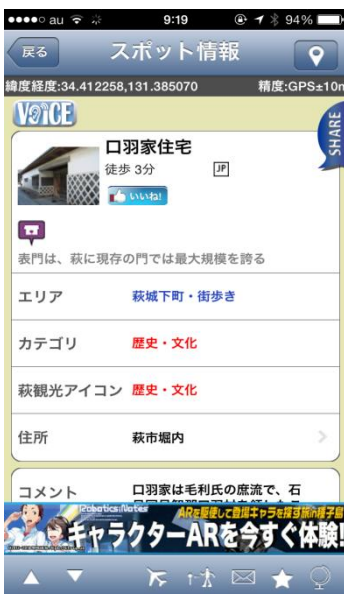 au 9:19 94%
戻る スポット情報
緯度経度:34.412258,131.385070 精度:GPS±10m
VOICE
SHARE
口羽家住宅
徒歩 3分 JP
いいね!
表門は、萩に現存の門では最大規模を誇る
エリア 萩城下町・街歩き
カテゴリ 歴史・文化
萩観光アイコン 歴史・文化
住所 萩市堀内
コメント 口羽家は毛利氏の庶流で、石
Robotics;Notes ARを駆使して登場キャラを探す旅in種子島
キャラクターARを今すぐ体験!